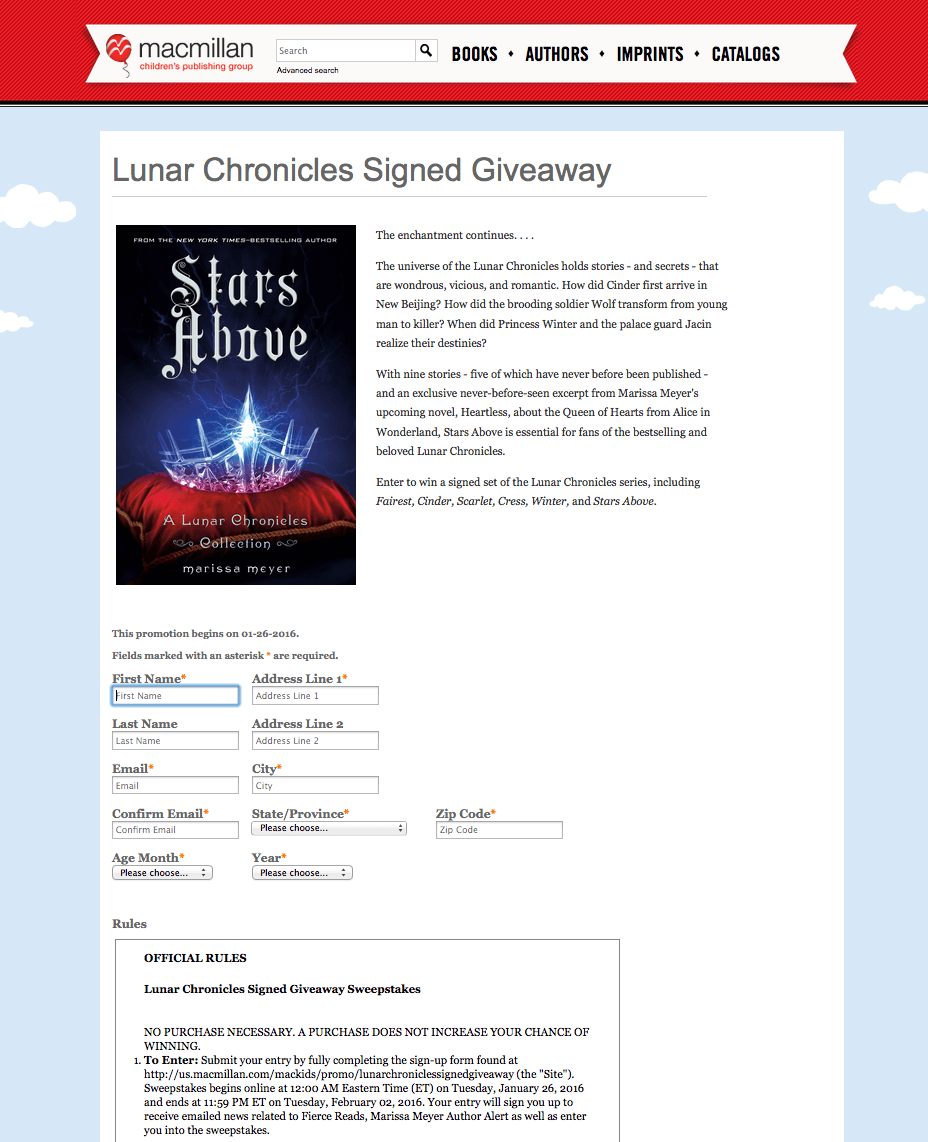 macmillan
children's publishing group
Search
Advanced search
BOOKS • AUTHORS • IMPRINTS • CATALOGS
Lunar Chronicles Signed Giveaway
FROM THE NEW YORK TIMES–BESTSELLING AUTHOR
Stars
Above
A Lunar Chronicles
Collection
marissa meyer
The enchantment continues. . . .
The universe of the Lunar Chronicles holds stories - and secrets - that
are wondrous, vicious, and romantic. How did Cinder first arrive in
New Beijing? How did the brooding soldier Wolf transform from young
man to killer? When did Princess Winter and the palace guard Jacin
realize their destinies?
With nine stories - five of which have never before been published -
and an exclusive never-before-seen excerpt from Marissa Meyer's
upcoming novel, Heartless, about the Queen of Hearts from Alice in
Wonderland, Stars Above is essential for fans of the bestselling and
beloved Lunar Chronicles.
Enter to win a signed set of the Lunar Chronicles series, including
Fairest, Cinder, Scarlet, Cress, Winter, and Stars Above.
This promotion begins on 01-26-2016.
Fields marked with an asterisk * are required.
First Name* Address Line 1*
First Name Address Line 1
Last Name Address Line 2
Last Name Address Line 2
Email* City*
Email City
Confirm Email* State/Province* Zip Code*
Confirm Email Please choose... Zip Code
Age Month* Year*
Please choose... Please choose...
Rules
OFFICIAL RULES
Lunar Chronicles Signed Giveaway Sweepstakes
NO PURCHASE NECESSARY. A PURCHASE DOES NOT INCREASE YOUR CHANCE OF
WINNING.
1. To Enter: Submit your entry by fully completing the sign-up form found at
http://us.macmillan.com/mackids/promo/lunarchroniclessignedgiveaway (the "Site").
Sweepstakes begins online at 12:00 AM Eastern Time (ET) on Tuesday, January 26, 2016
and ends at 11:59 PM ET on Tuesday, February 02, 2016. Your entry will sign you up to
receive emailed news related to Fierce Reads, Marissa Meyer Author Alert as well as enter
you into the sweepstakes.